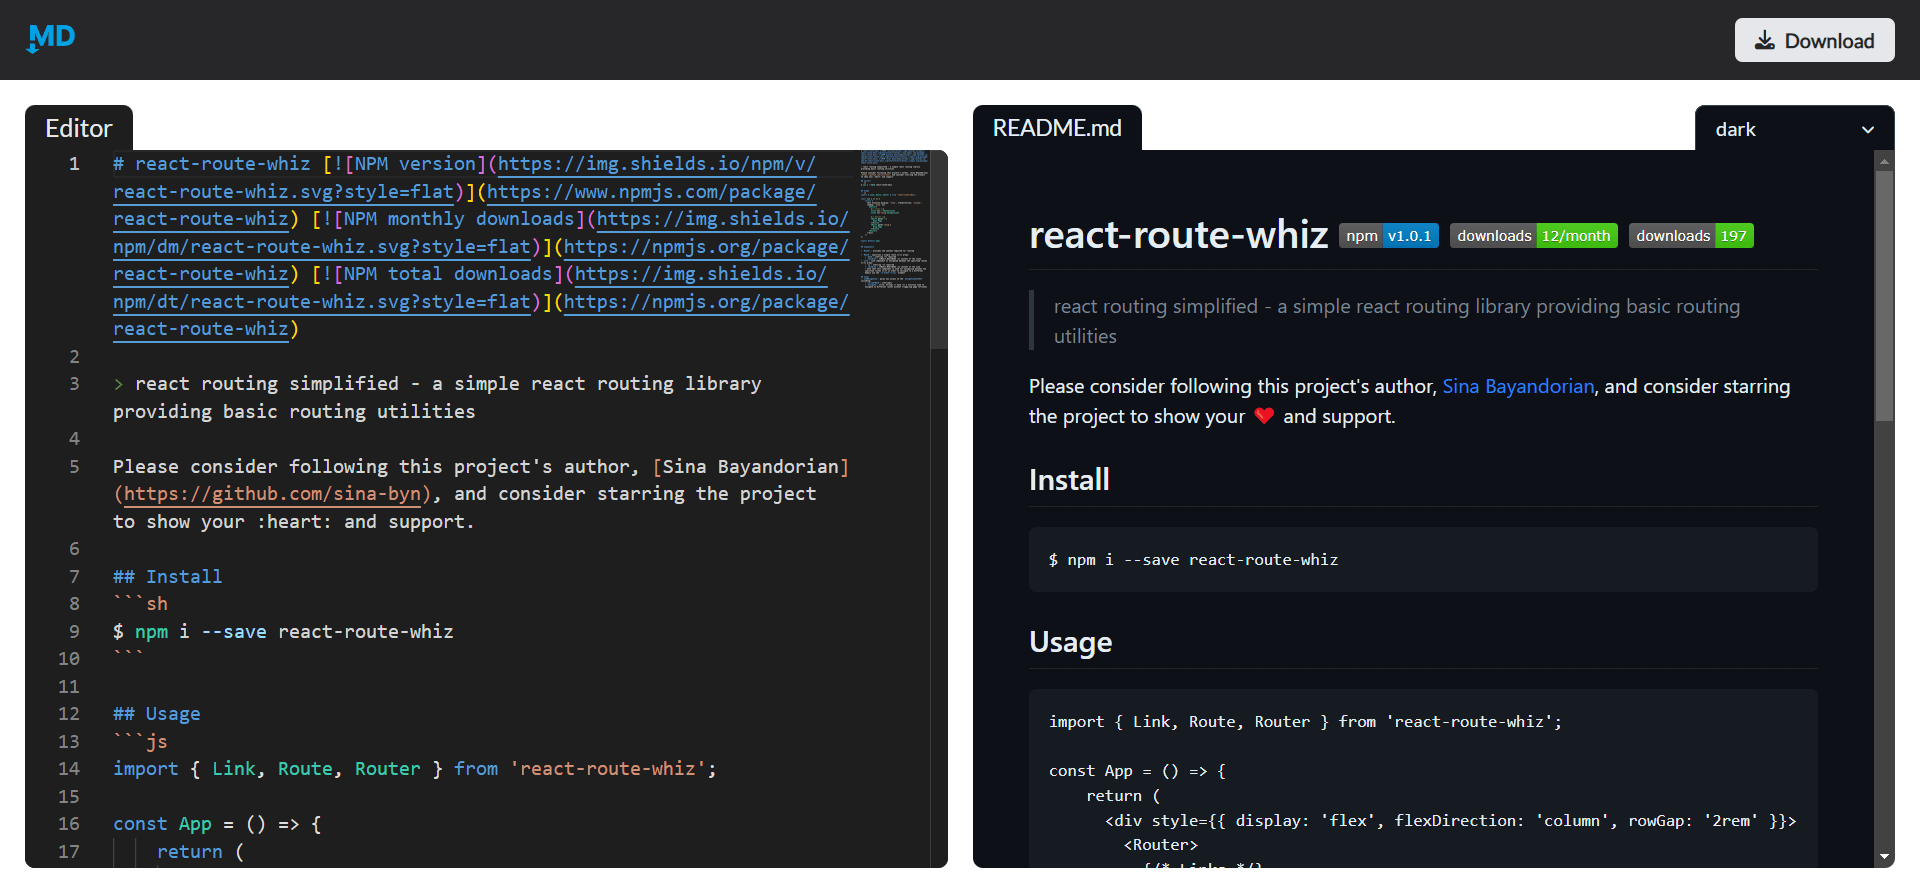 MD
Download
Editor
1
# react-route-whiz [![NPM version](https://img.shields.io/npm/v/
react-route-whiz.svg?style=flat)](https://www.npmjs.com/package/
react-route-whiz) [![NPM monthly downloads](https://img.shields.io/
npm/dm/react-route-whiz.svg?style=flat)](https://npmjs.org/package/
react-route-whiz) [![NPM total downloads](https://img.shields.io/
npm/dt/react-route-whiz.svg?style=flat)](https://npmjs.org/package/
react-route-whiz)
2
3 > react routing simplified - a simple react routing library
providing basic routing utilities
4
5 Please consider following this project's author, [Sina Bayandorian]
(https://github.com/sina-byn), and consider starring the project
to show your :heart: and support.
6
7 ## Install
8 ```sh
9 $ npm i --save react-route-whiz
10 ```
11
12 ## Usage
13 ```js
14 import { Link, Route, Router } from 'react-route-whiz';
15
16 const App = () => {
17 return (
README.md
dark
react-route-whiz npm v1.0.1 downloads 12/month downloads 197
react routing simplified - a simple react routing library providing basic routing
utilities
Please consider following this project's author, Sina Bayandorian, and consider starring
the project to show your ❤️ and support.
Install
$ npm i --save react-route-whiz
Usage
import { Link, Route, Router } from 'react-route-whiz';
const App = () => {
return (
<div style={{ display: 'flex', flexDirection: 'column', rowGap: '2rem' }}>
<Router>
{/* Links */}